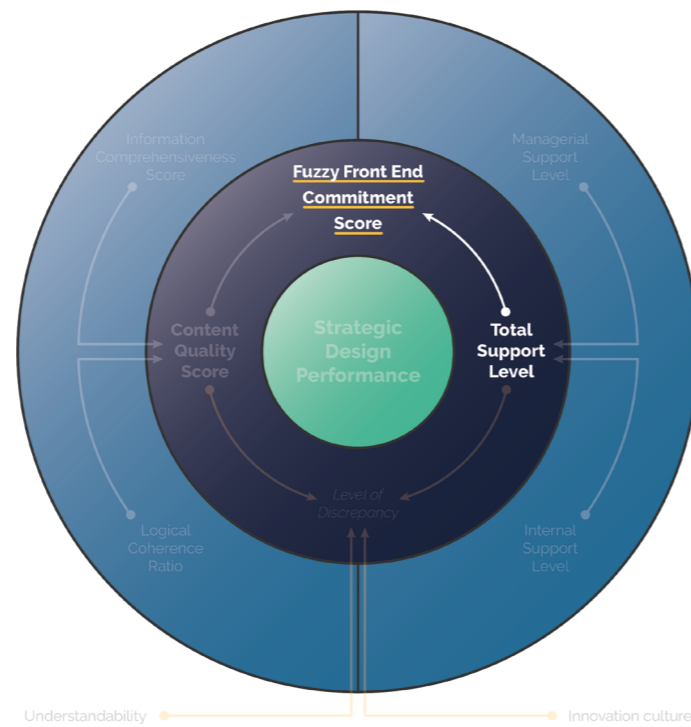 Information
Comprehensiveness
Score
Managerial
Support
Level
Fuzzy Front End
Commitment
Score
Content
Quality
Score
Strategic
Design
Performance
Total
Support
Level
Level of
Discrepancy
Logical
Coherence
Ratio
Internal
Support
Level
Understandability
Innovation culture